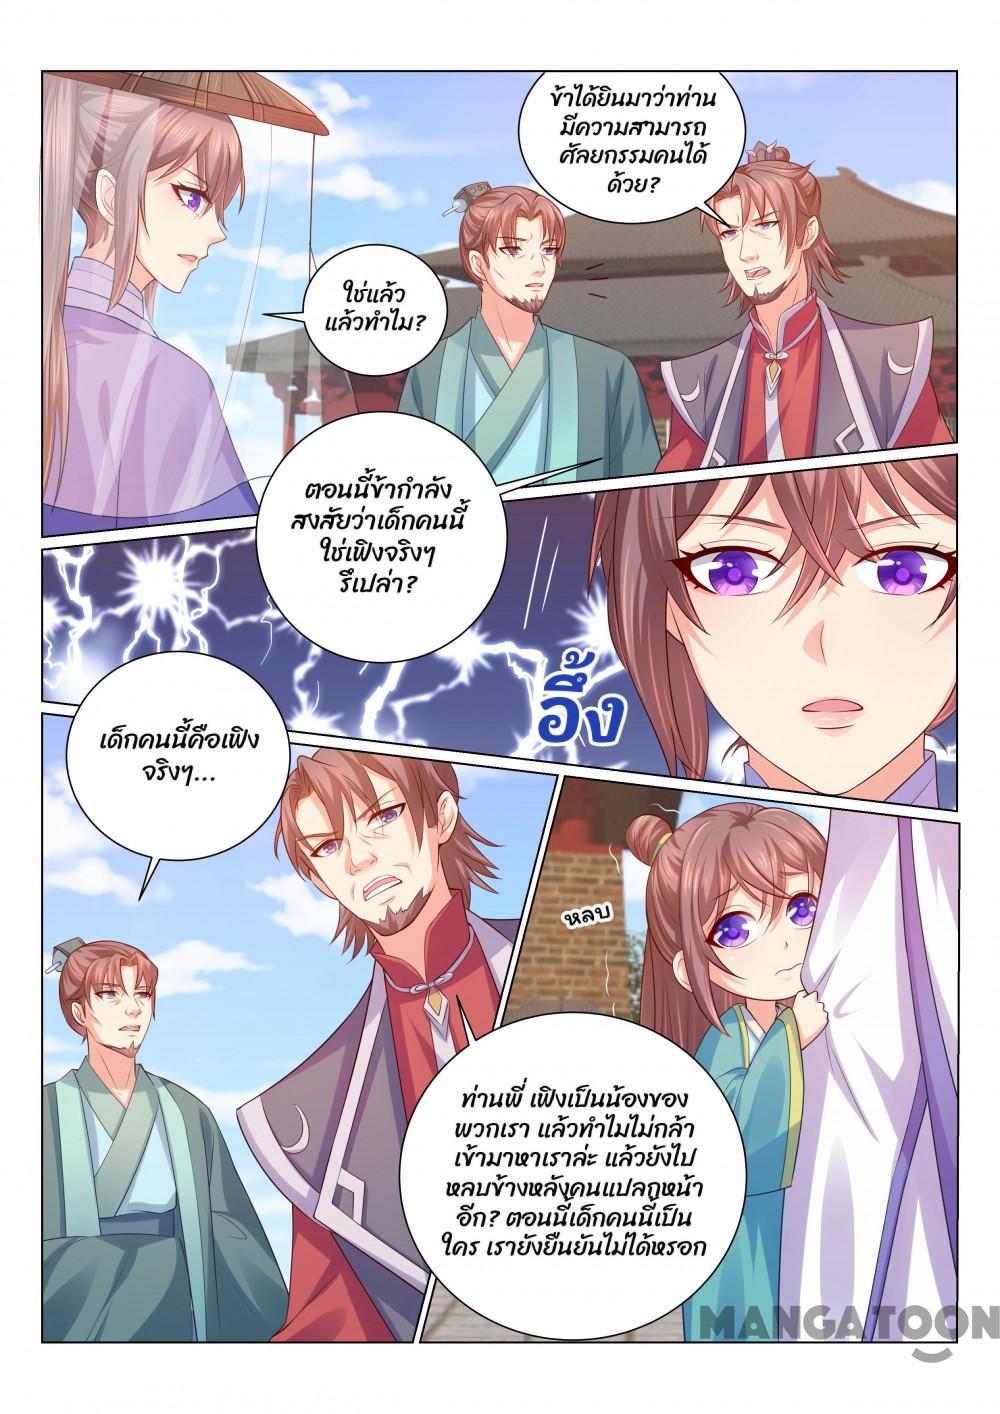 ข้าได้ยินมาว่าท่าน
มีความสามารถ
ศัลยกรรมคนได้
ด้วย?
ใช่แล้ว
แล้วทำไม?
ตอนนี้ข้ากำลัง
สงสัยว่าเด็กคนนี้
ใช่เฟิงจริงๆ
รึเปล่า?
อึ้ง
เด็กคนนี้คือเฟิง
จริงๆ...
หลบ
ท่านพี่ เฟิงเป็นน้องของ
พวกเรา แล้วทำไมไม่กล้า
เข้ามาหาเราล่ะ แล้วยังไป
หลบข้างหลังคนแปลกหน้า
อีก? ตอนนี้เด็กคนนี้เป็น
ใคร เรายังยืนยันไม่ได้หรอก
MANGATOON